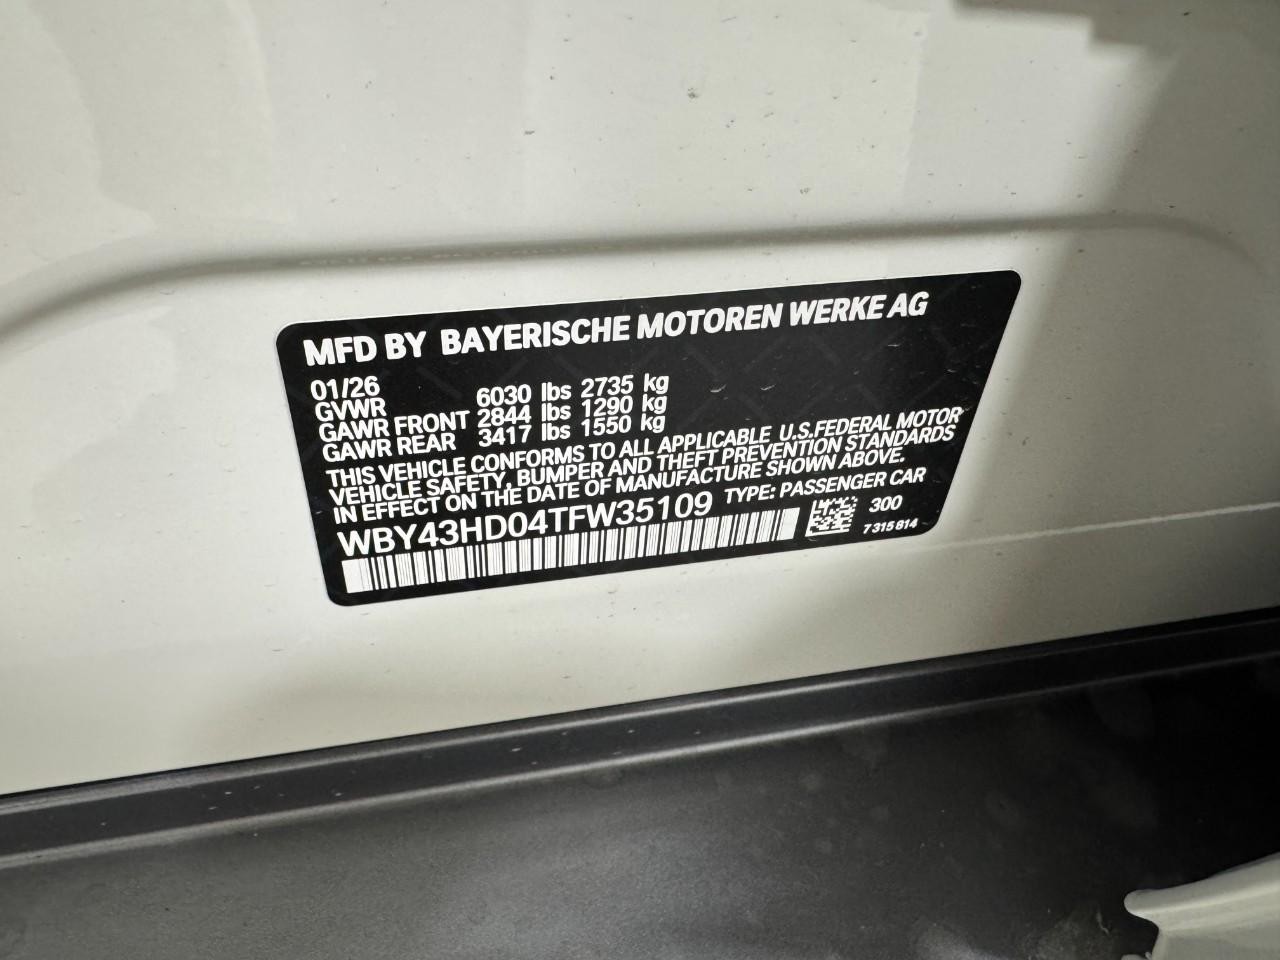 MFD BY BAYERISCHE MOTOREN WERKE AG
01/26
GVWR 6030 lbs 2735 kg
GAWR FRONT 2844 lbs 1290 kg
GAWR REAR 3417 lbs 1550 kg
THIS VEHICLE CONFORMS TO ALL APPLICABLE U.S.FEDERAL MOTOR
VEHICLE SAFETY, BUMPER AND THEFT PREVENTION STANDARDS
IN EFFECT ON THE DATE OF MANUFACTURE SHOWN ABOVE.
WBY43HD04TFW35109 TYPE: PASSENGER CAR
300
7 315 814